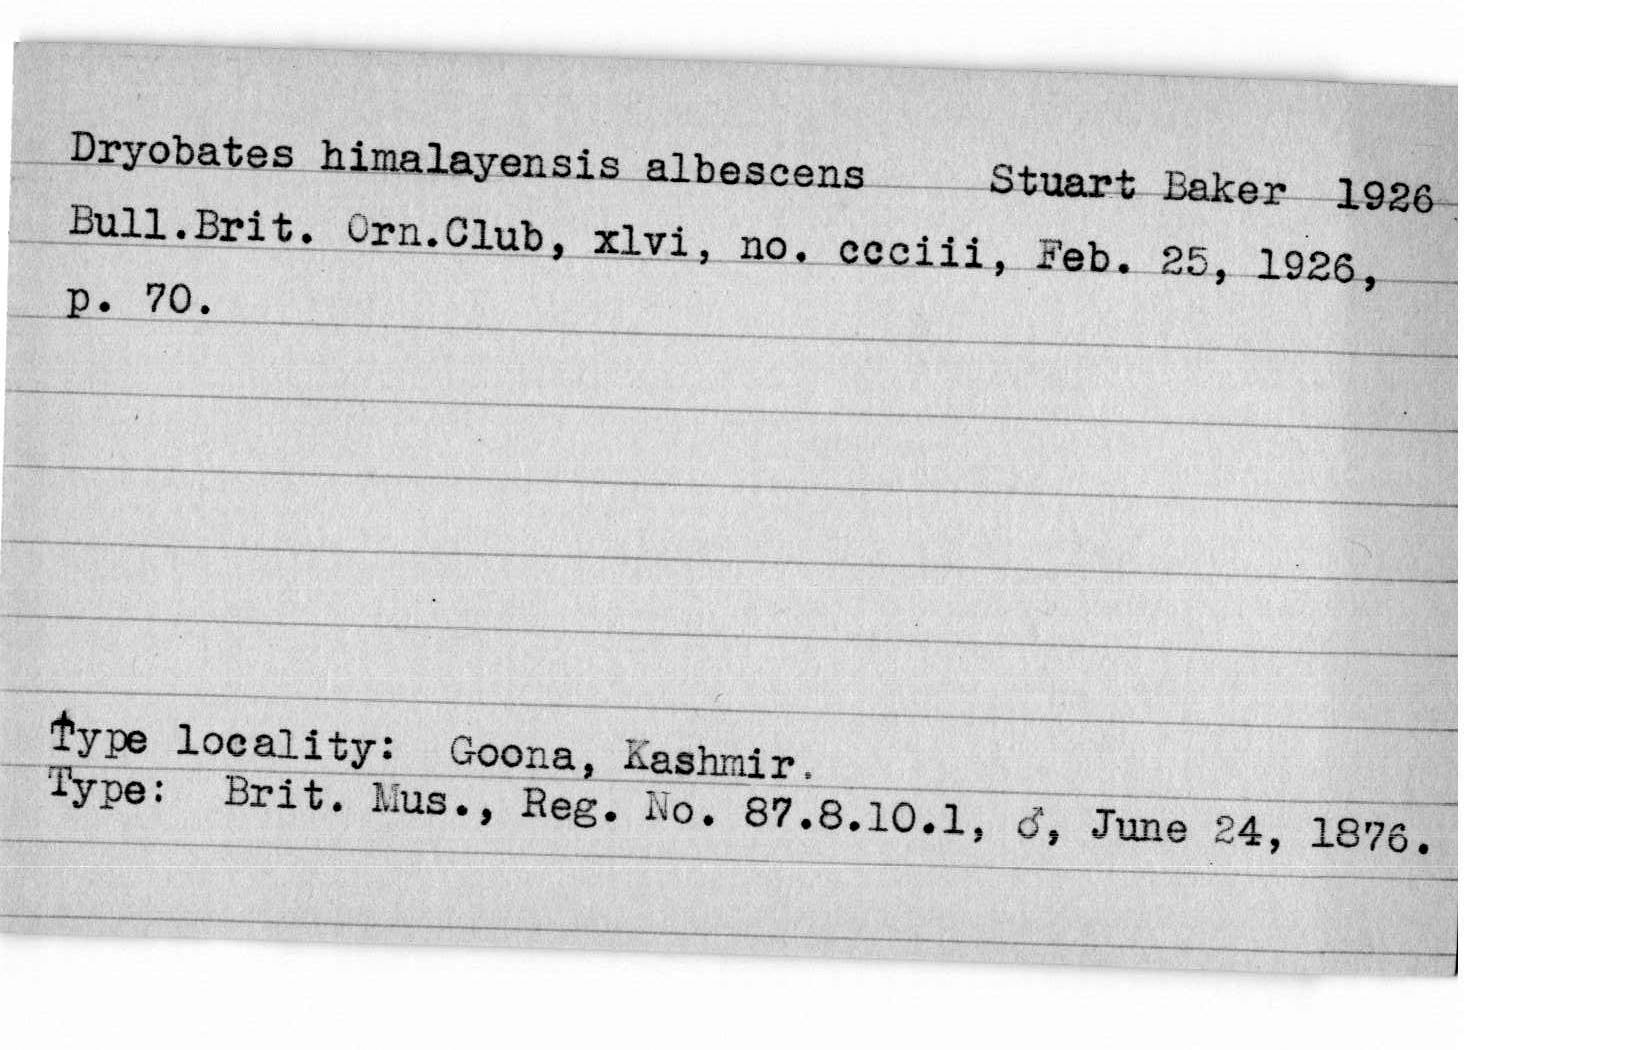 Dryobates himalayensis albescens Stuart Baker 1926
Bull.Brit. Orn.Club, xlvi, no. ccciii, Feb. 25, 1926,
p. 70.
Type locality: Goona, Kashmir.
Type: Brit. Mus., Reg. No. 87.8.10.1, ♂, June 24, 1876.